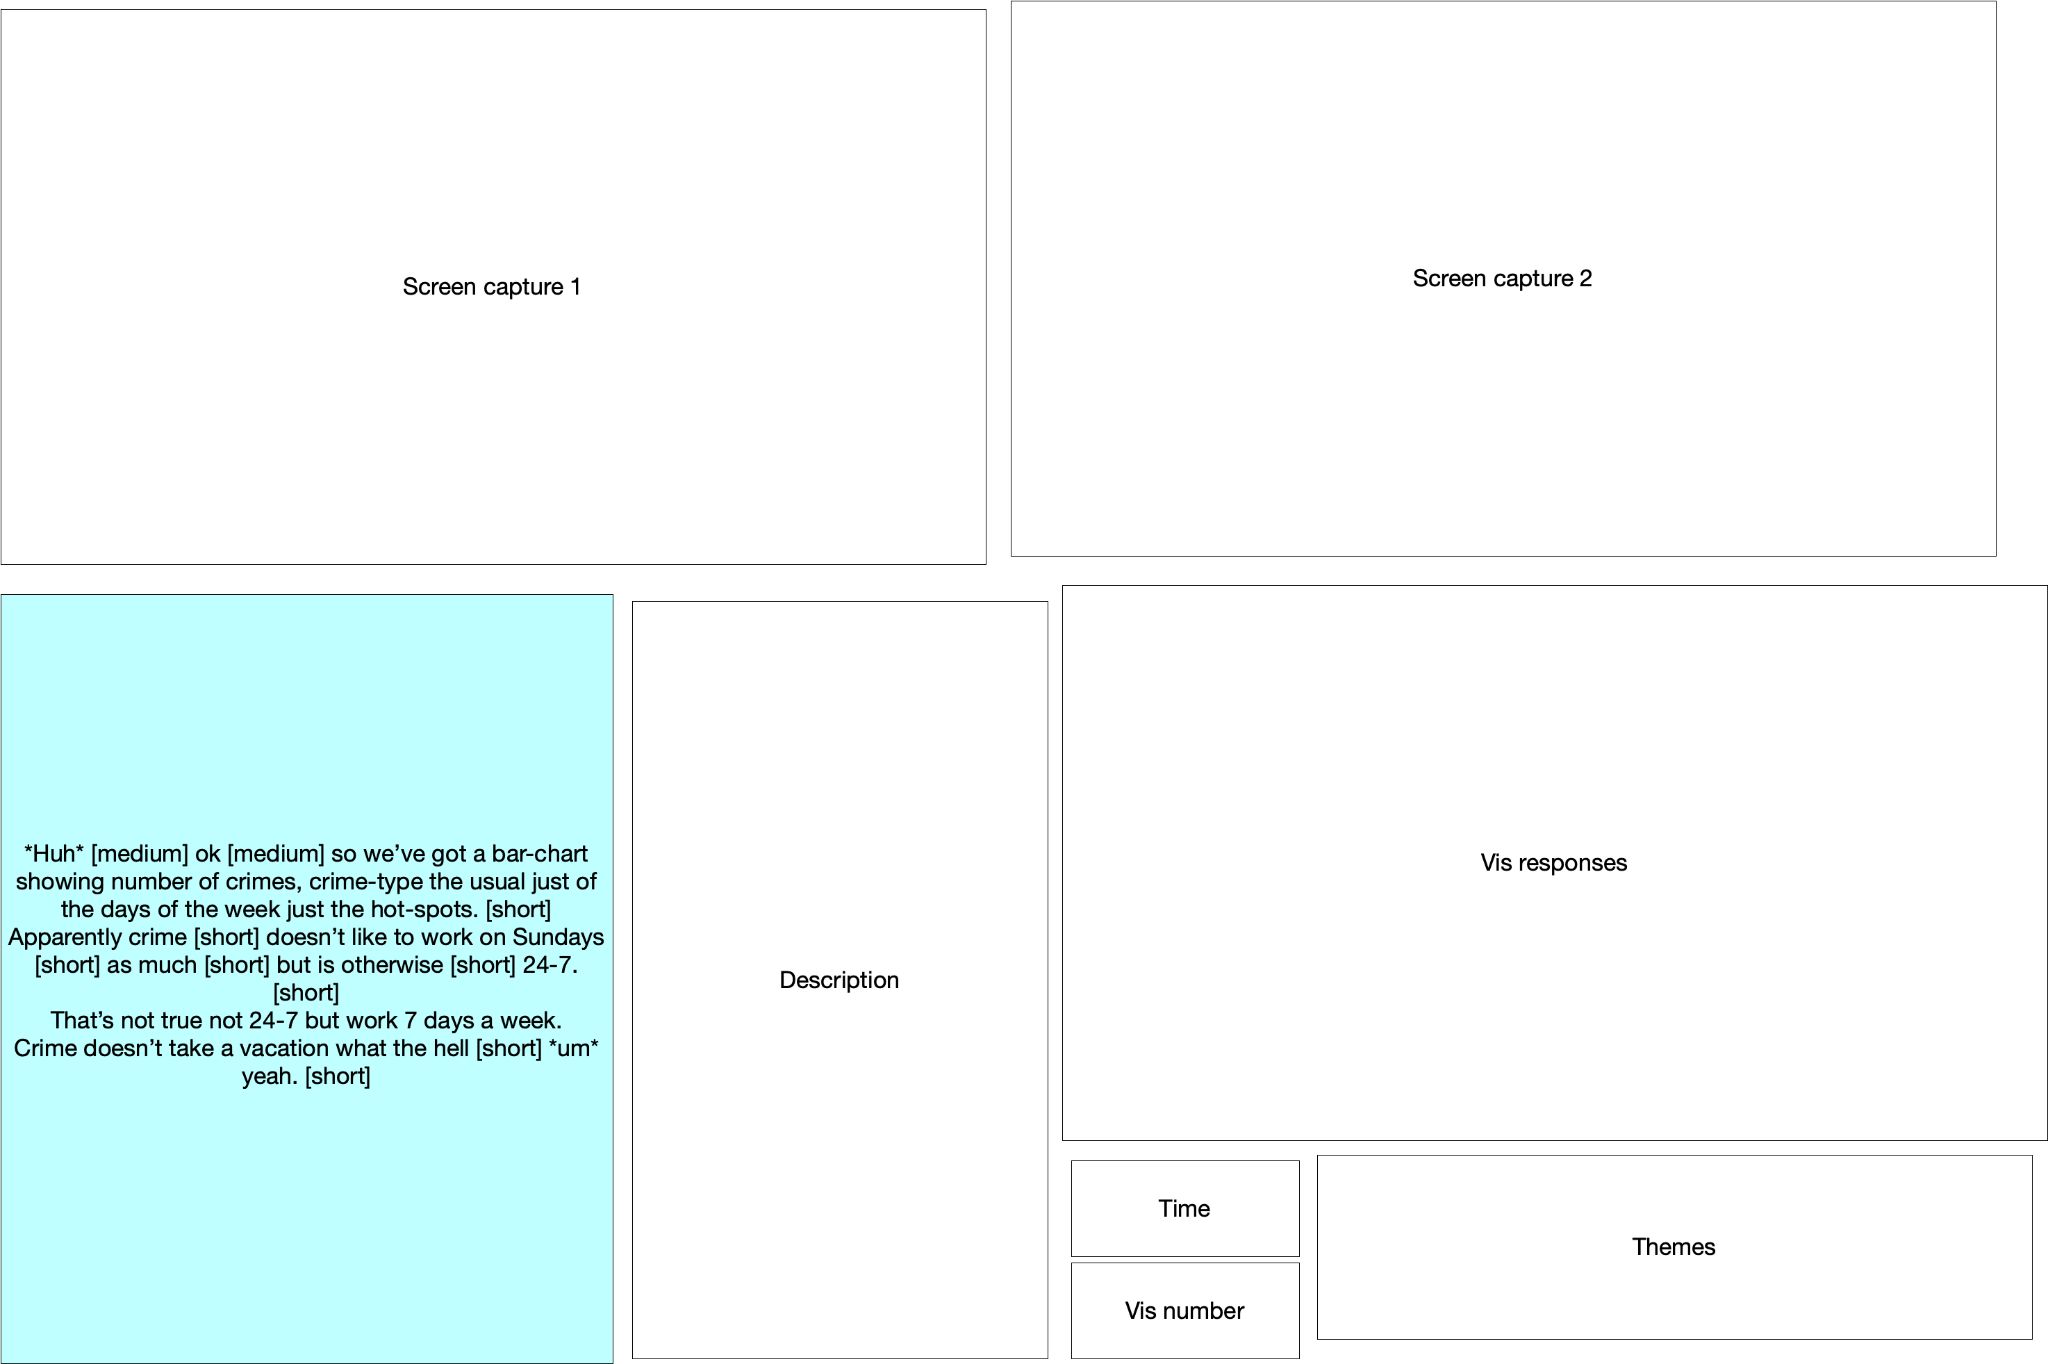 Screen capture 1
Screen capture 2
*Huh* [medium] ok [medium] so we’ve got a bar-chart
showing number of crimes, crime-type the usual just of
the days of the week just the hot-spots. [short]
Apparently crime [short] doesn’t like to work on Sundays
[short] as much [short] but is otherwise [short] 24-7.
[short]
That’s not true not 24-7 but work 7 days a week.
Crime doesn’t take a vacation what the hell [short] *um*
yeah. [short]
Description
Vis responses
Time
Vis number
Themes